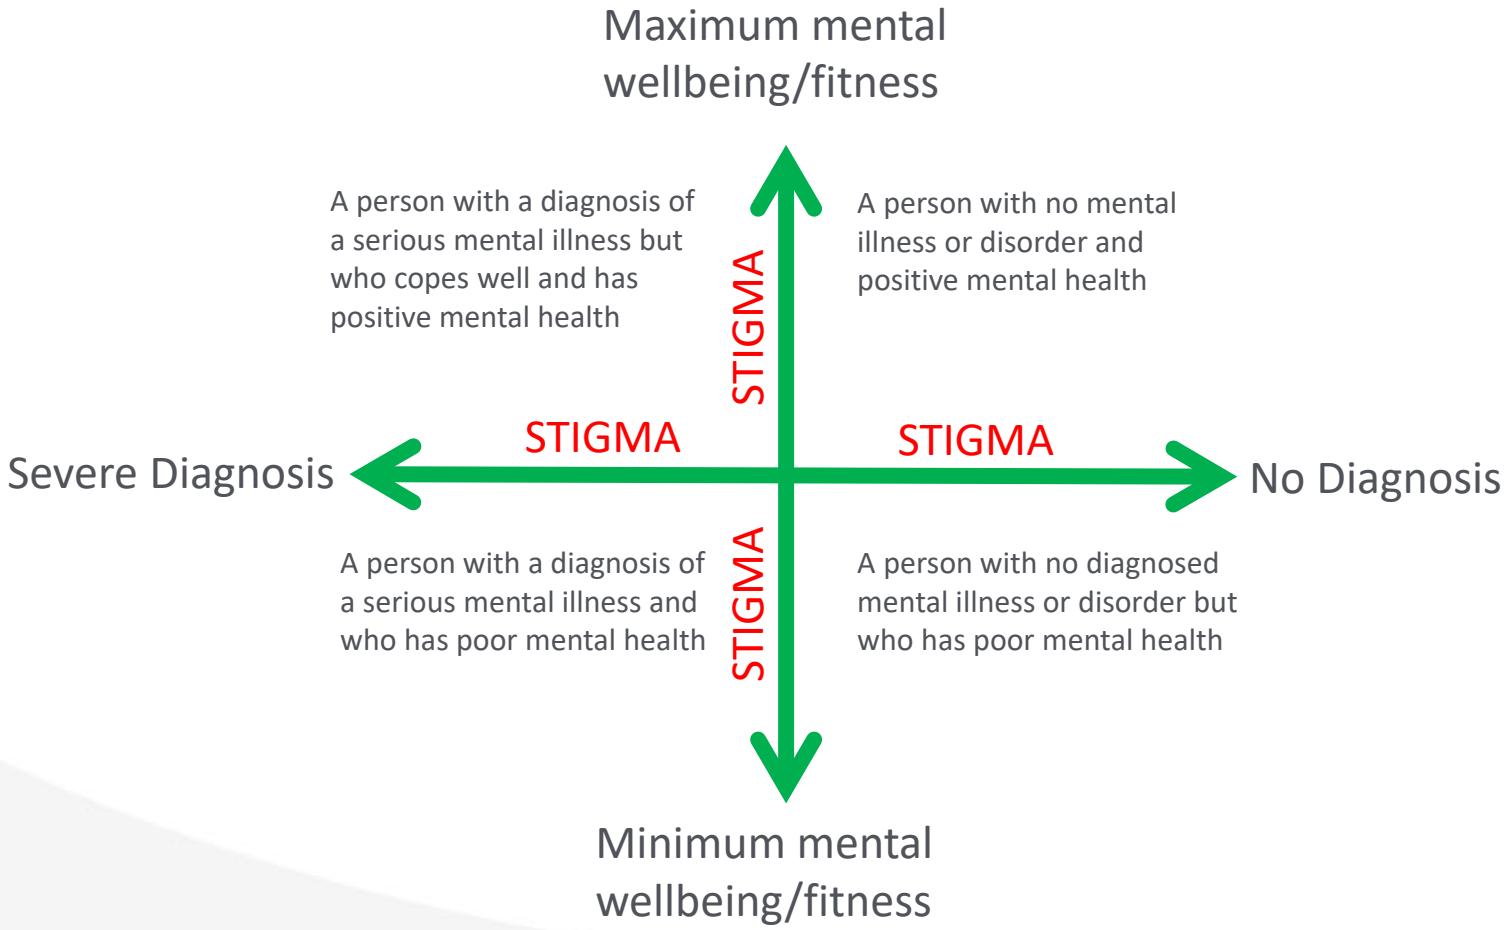 Maximum mental
wellbeing/fitness
A person with a diagnosis of
a serious mental illness but
who copes well and has
positive mental health
STIGMA
A person with no mental
illness or disorder and
positive mental health
STIGMA
STIGMA
Severe Diagnosis
No Diagnosis
A person with a diagnosis of
a serious mental illness and
who has poor mental health
STIGMA
A person with no diagnosed
mental illness or disorder but
who has poor mental health
Minimum mental
wellbeing/fitness